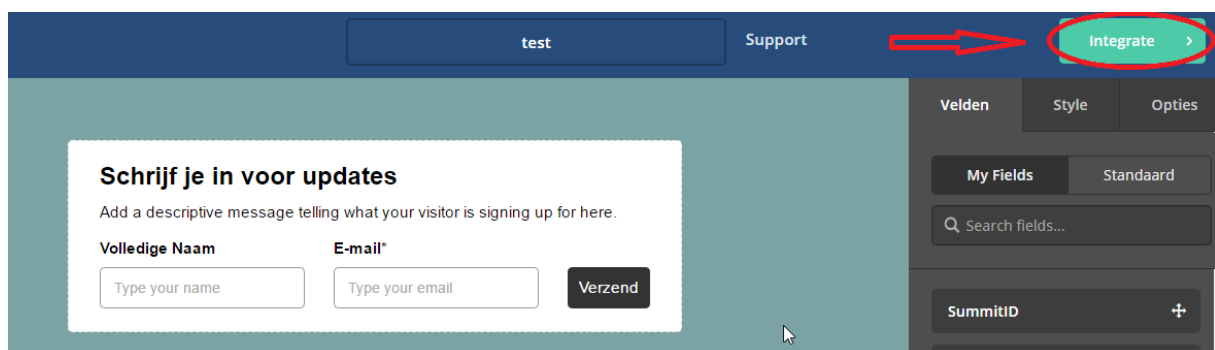 test
Support
Integrate
Velden Style Opties
My Fields Standaard
Search fields...
SummitID
Schrijf je in voor updates
Add a descriptive message telling what your visitor is signing up for here.
Volledige Naam E-mail*
Type your name Type your email Verzend